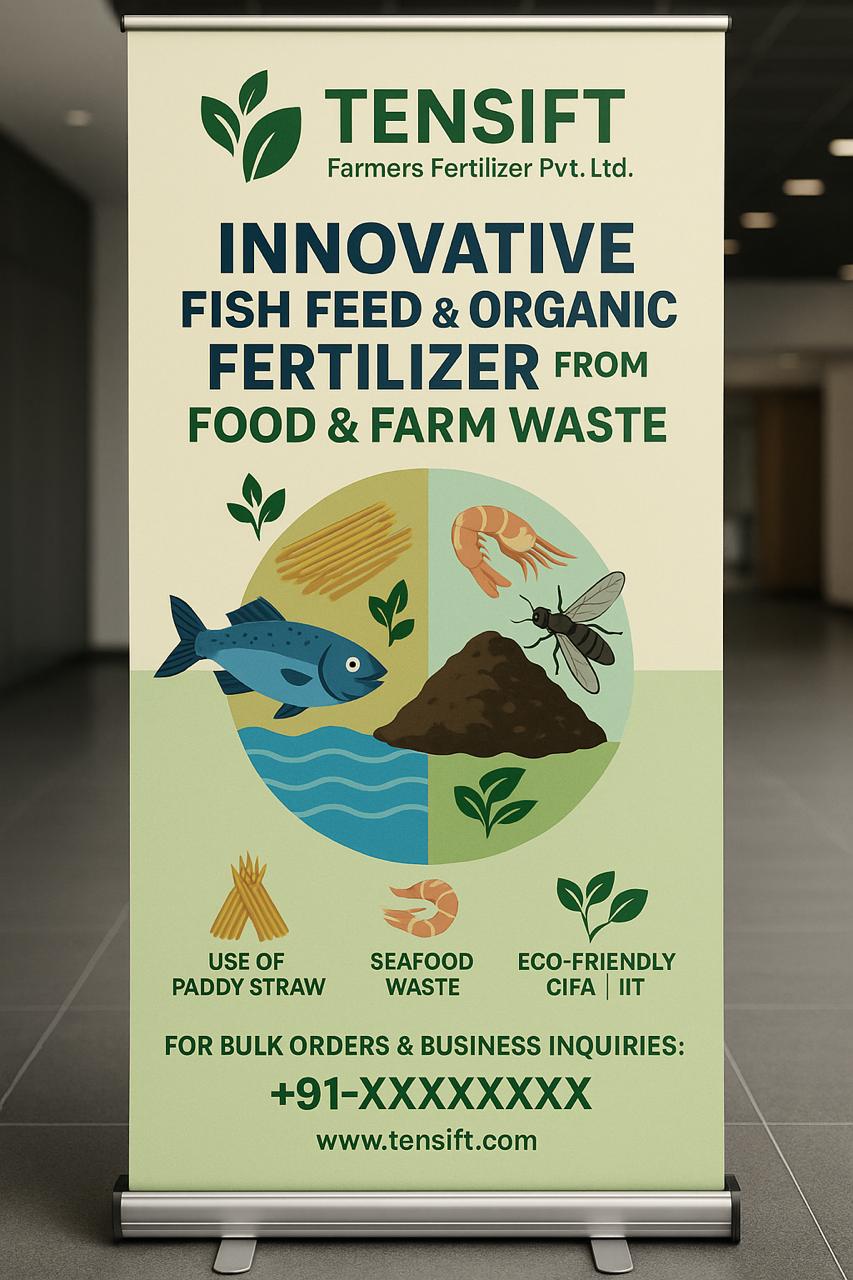 TENSIFT
Farmers Fertilizer Pvt. Ltd.
INNOVATIVE
FISH FEED & ORGANIC
FERTILIZER FROM
FOOD & FARM WASTE
USE OF
PADDY STRAW
SEAFOOD
WASTE
ECO-FRIENDLY
CIFA | IIT
FOR BULK ORDERS & BUSINESS INQUIRIES:
+91-XXXXXXXX
www.tensift.com